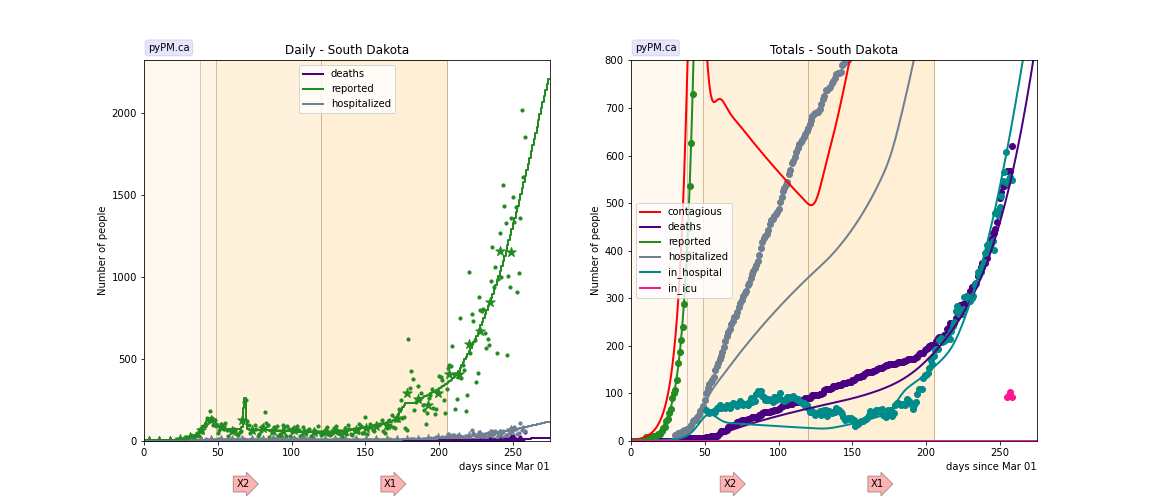 pyPM.ca
Daily - South Dakota
Number of people
2000
1500
1000
500
0
deaths
reported
hospitalized
0 50 100 150 200 250
days since Mar 01
X2 X1
pyPM.ca
Totals - South Dakota
Number of people
800
700
600
500
400
300
200
100
0
contagious
deaths
reported
hospitalized
in_hospital
in_icu
0 50 100 150 200 250
days since Mar 01
X2 X1